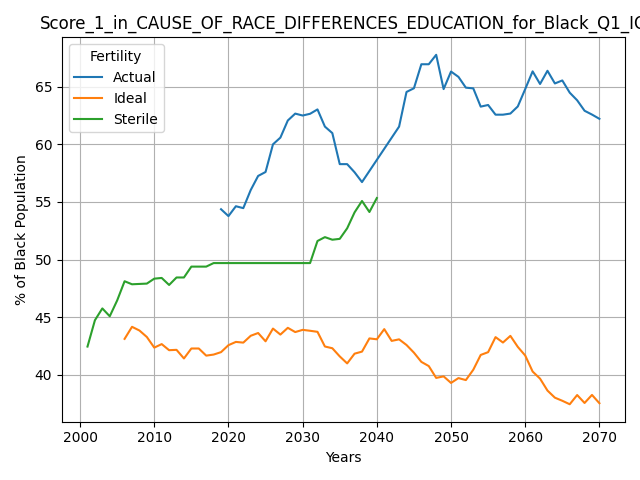 Score_1_in_CAUSE_OF_RACE_DIFFERENCES_EDUCATION_for_Black_Q1_IQ
Fertility
Actual
Ideal
Sterile
% of Black Population
65
60
55
50
45
40
2000 2010 2020 2030 2040 2050 2060 2070
Years